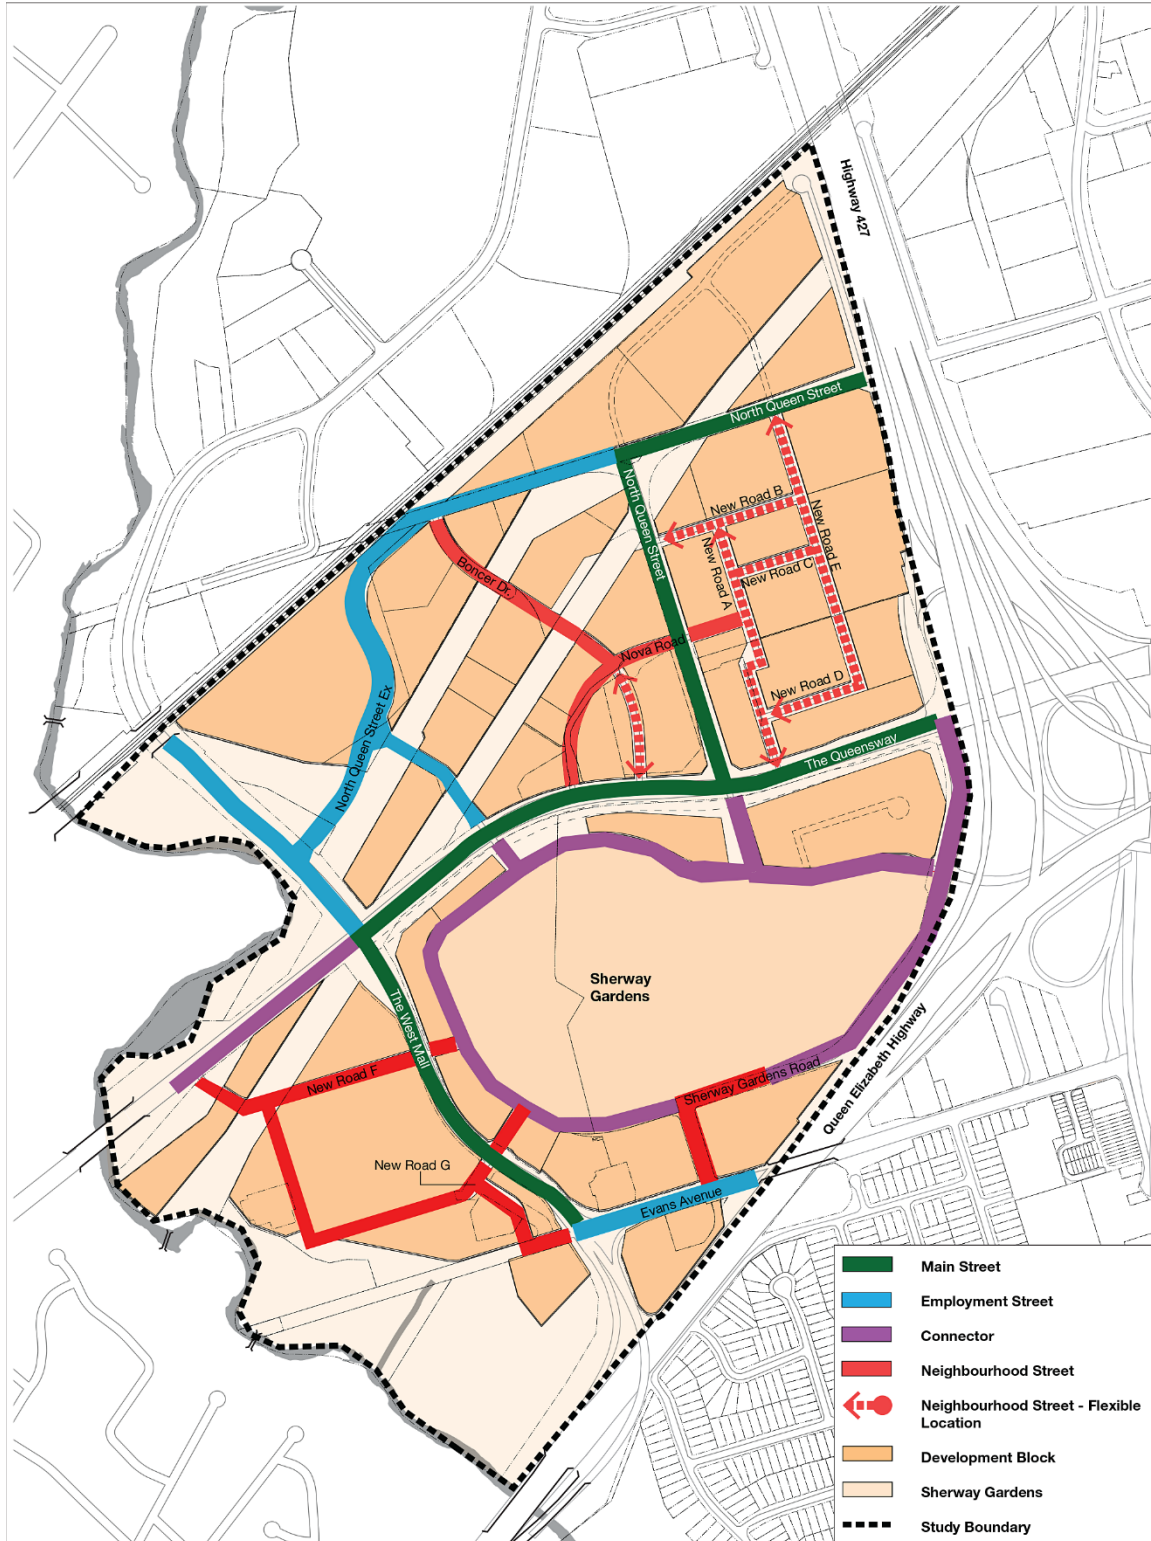 Highway 427
North Queen Street
North Queen Street
New Road B
New Road E
New Road A
New Road C
Boncer Dr.
Nova Road
New Road D
North Queen Street Ex
The Queensway
Sherway
Gardens
The West Mall
Queen Elizabeth Highway
New Road F
Sherway Gardens Road
New Road G
Evans Avenue
Main Street
Employment Street
Connector
Neighbourhood Street
Neighbourhood Street - Flexible
Location
Development Block
Sherway Gardens
Study Boundary